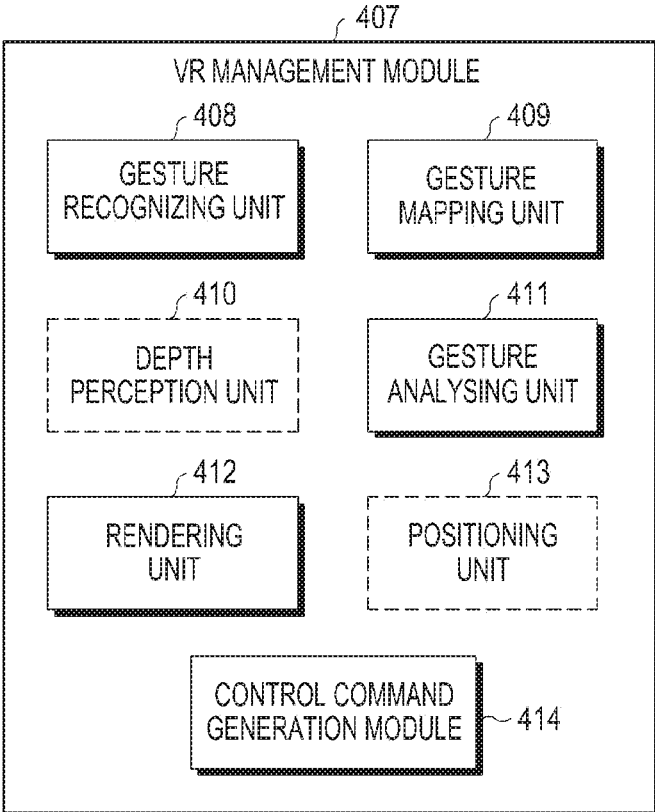 407
VR MANAGEMENT MODULE
408
GESTURE
RECOGNIZING UNIT
409
GESTURE
MAPPING UNIT
410
DEPTH
PERCEPTION UNIT
411
GESTURE
ANALYSING UNIT
412
RENDERING
UNIT
413
POSITIONING
UNIT
CONTROL COMMAND
GENERATION MODULE
414